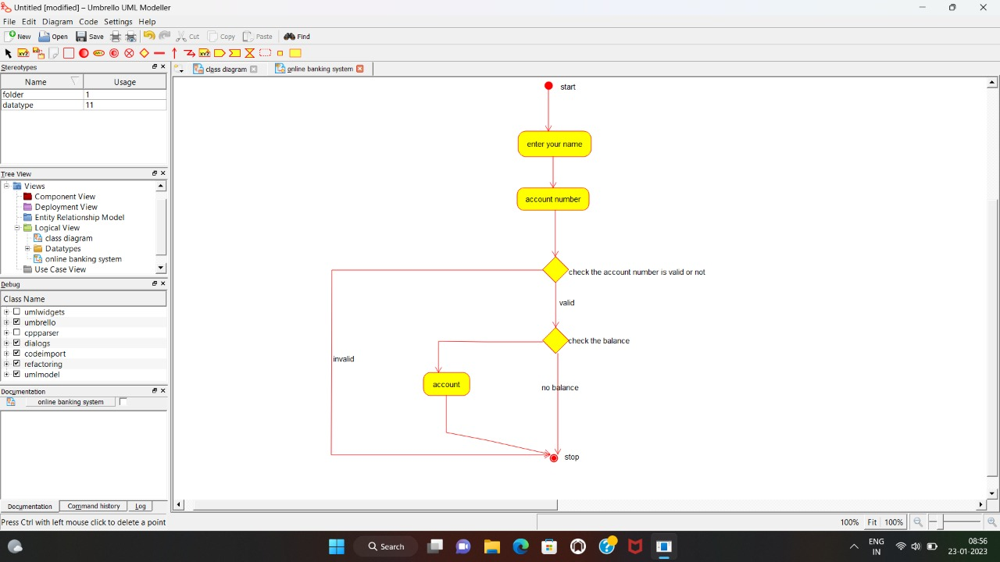 Untitled [modified] – Umbrello UML Modeller
File Edit Diagram Code Settings Help
New Open Save Cut Copy Paste Find
Stereotypes
class diagram online banking system
Name Usage
folder 1
datatype 11
Tree View
Views
Component View
Deployment View
Entity Relationship Model
Logical View
class diagram
Datatypes
online banking system
Use Case View
Debug
Class Name
umlwidgets
umbrello
cppparser
dialogs
codeimport
refactoring
umlmodel
Documentation
online banking system
Documentation Command history Log
start
enter your name
account number
check the account number is valid or not
valid
check the balance
invalid
account
no balance
stop
Press Ctrl with left mouse click to delete a point
100% Fit 100%
Search
ENG
IN
08:56
23-01-2023